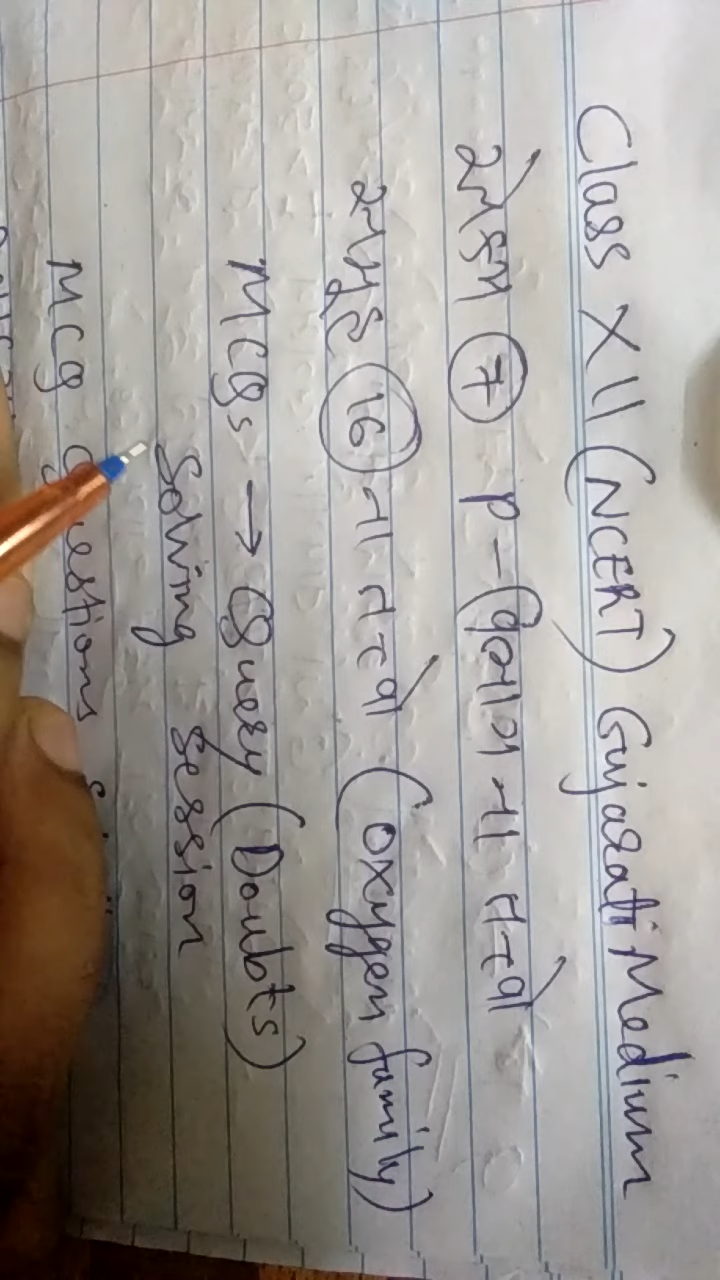 Class XII (NCERT) Gujarati Medium
એકમ 7 p-વિભાગના તત્વો
સમૂહ 16 ના તત્વો (oxygen family)
MCQs → Query (Doubts)
Solving Session
MCQ Questions